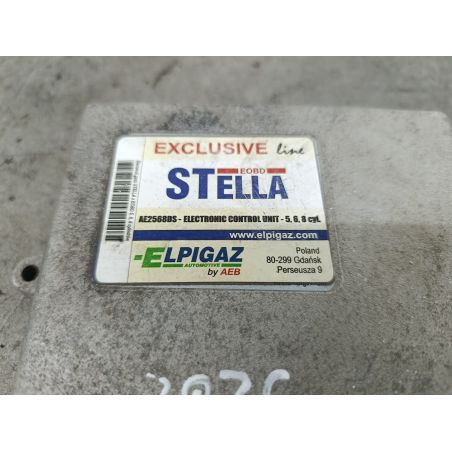 EXCLUSIVE line
EOBD
STELLA
AE2568DS - ELECTRONIC CONTROL UNIT - 5, 6, 8 cyl.
www.elpigaz.com
ELPIGAZ
AUTOMOTIVE
by AEB
Poland
80-299 Gdańsk
Perseusza 9